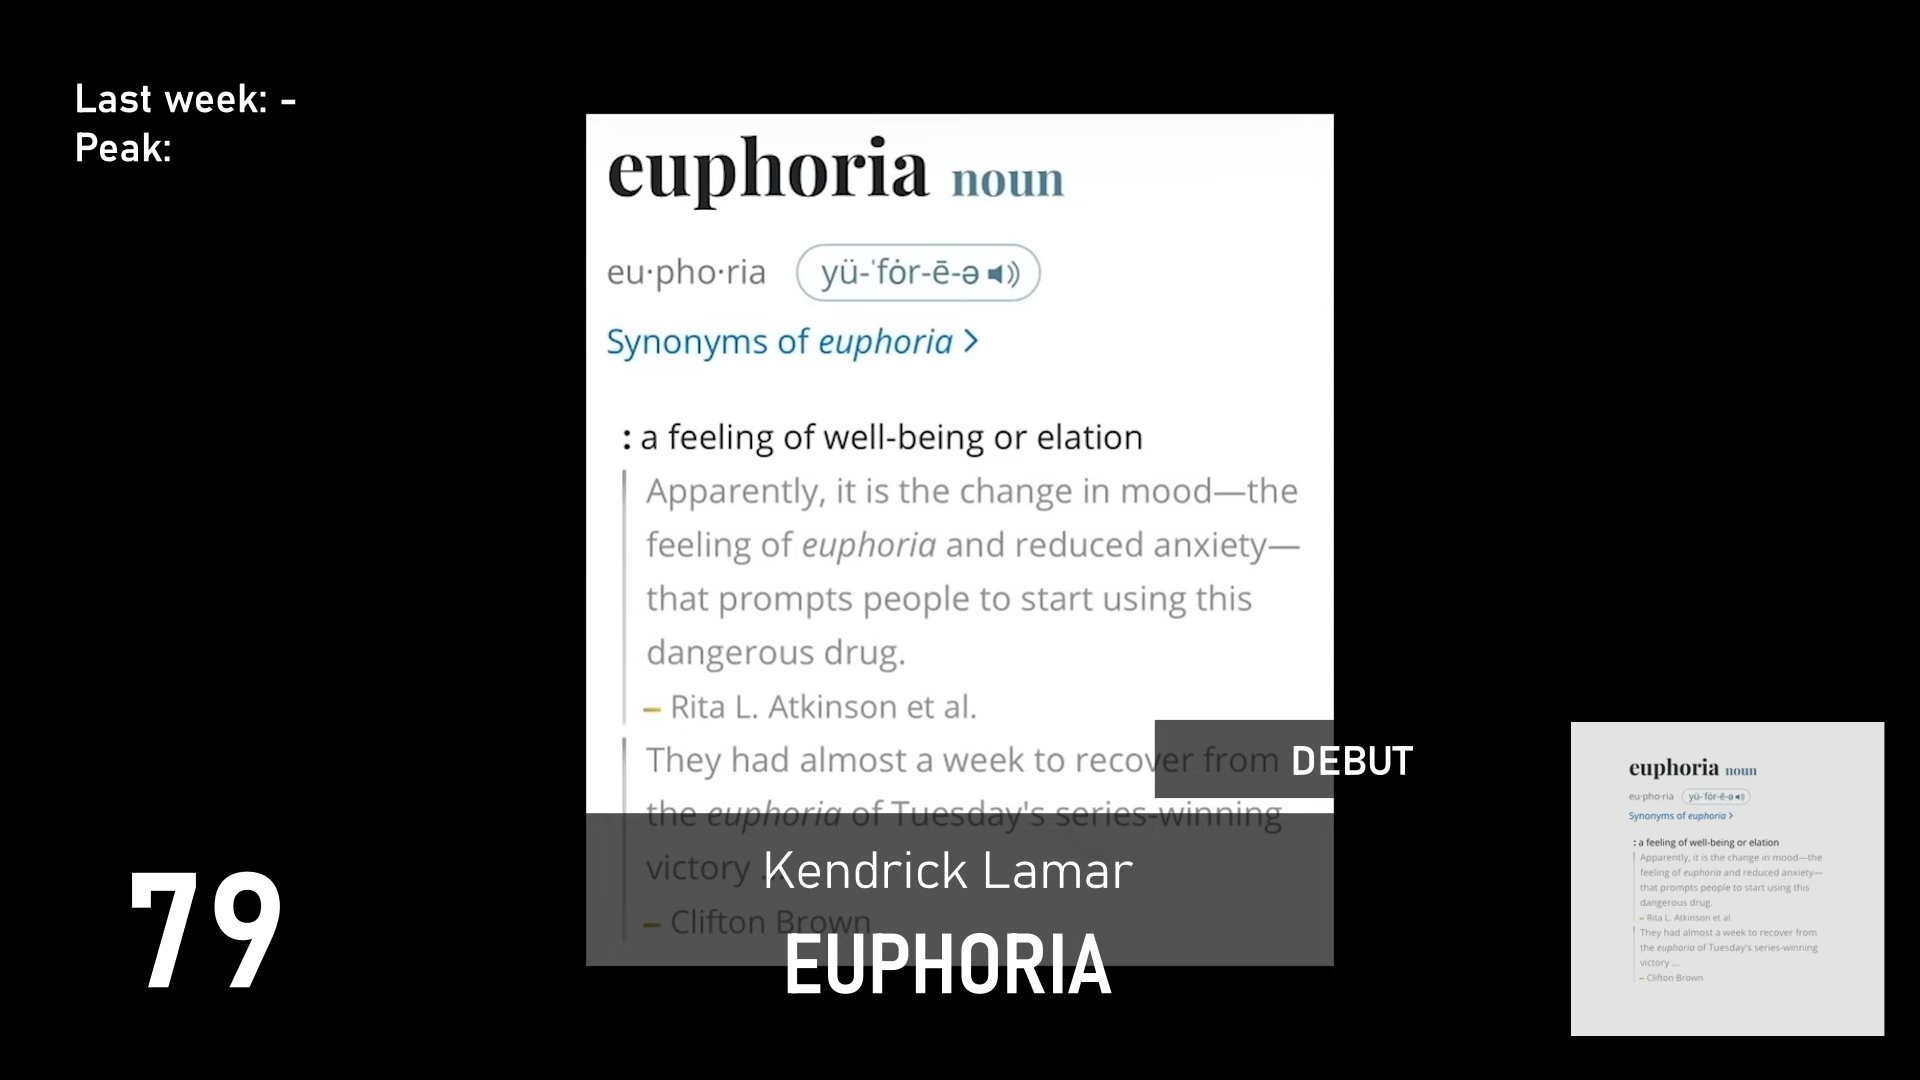 Last week: -
Peak:
euphoria noun
eu·pho·ria yü-ˈfȯr-ē-ə
Synonyms of euphoria >
: a feeling of well-being or elation
Apparently, it is the change in mood—the
feeling of euphoria and reduced anxiety—
that prompts people to start using this
dangerous drug.
– Rita L. Atkinson et al.
They had almost a week to recover from
DEBUT
the euphoria of Tuesday's series-winning
victory ...
– Clifton Brown
Kendrick Lamar
EUPHORIA
79
euphoria noun
eu·pho·ria yü-ˈfȯr-ē-ə
Synonyms of euphoria >
: a feeling of well-being or elation
Apparently, it is the change in mood—the
feeling of euphoria and reduced anxiety—
that prompts people to start using this
dangerous drug.
– Rita L. Atkinson et al.
They had almost a week to recover from
the euphoria of Tuesday's series-winning
victory ...
– Clifton Brown